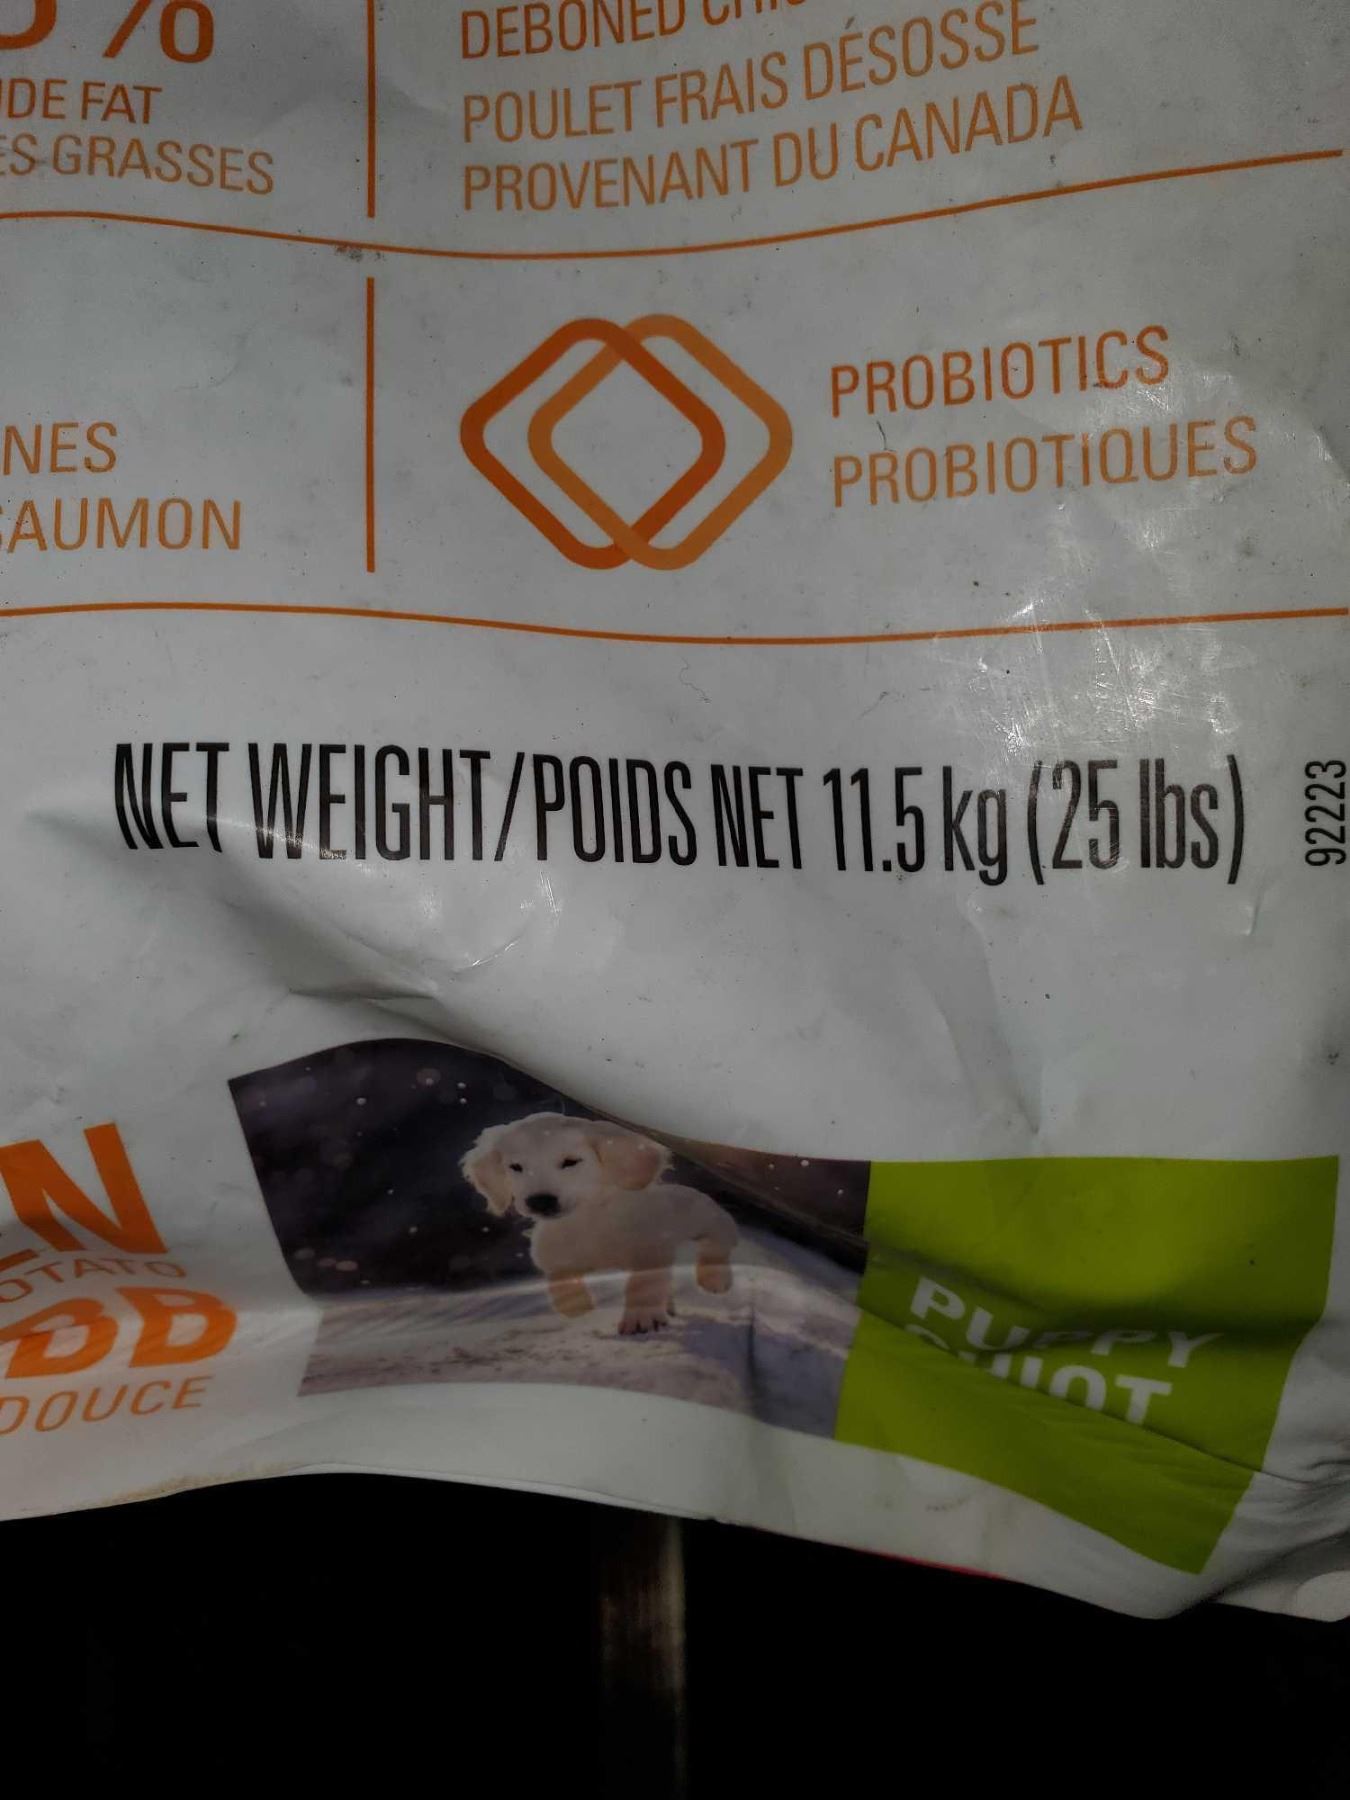 %
DE FAT
ES GRASSES
DEBONED
POULET FRAIS DÉSOSSÉ
PROVENANT DU CANADA
NES
SAUMON
PROBIOTICS
PROBIOTIQUES
NET WEIGHT/POIDS NET 11.5 kg (25 lbs)
92223
N
OTATO
DOUCE
PUPPY
CHIOT